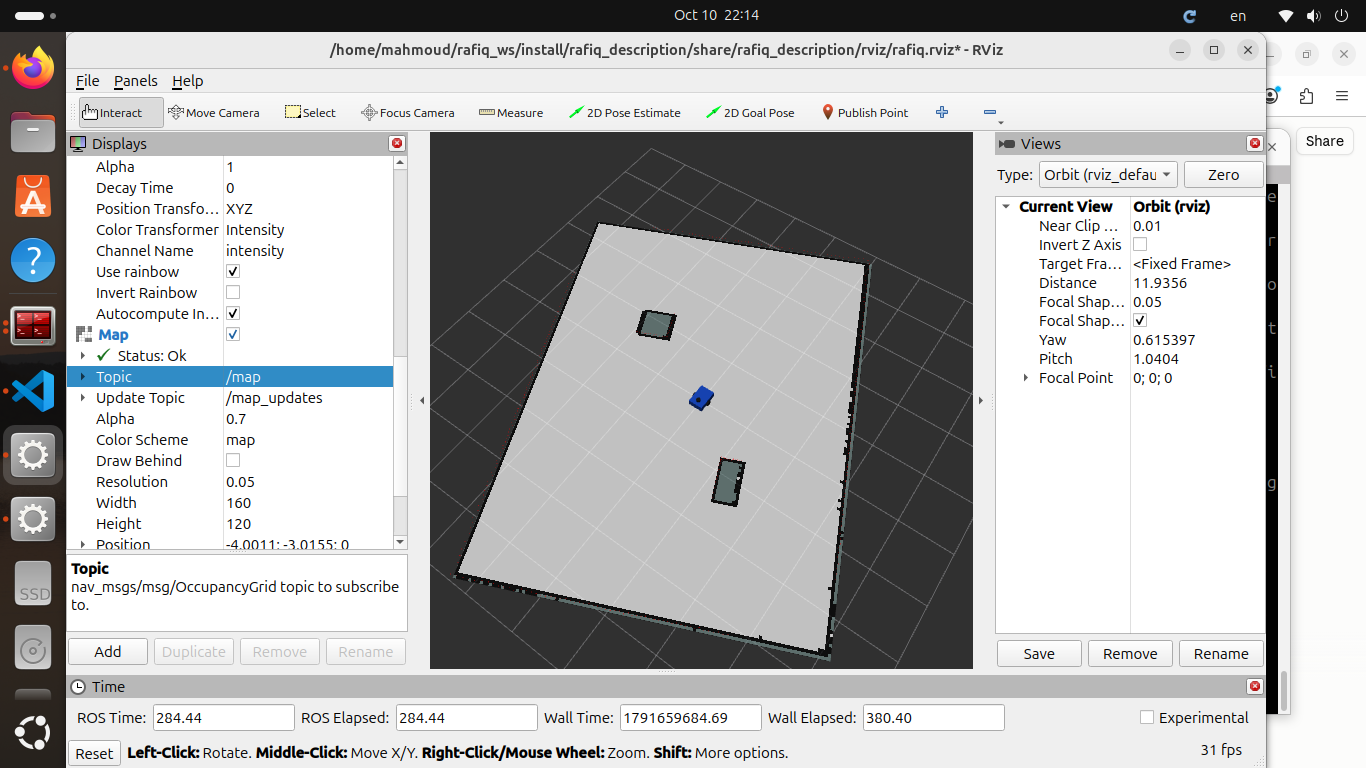 Oct 10 22:14
en
/home/mahmoud/rafiq_ws/install/rafiq_description/share/rafiq_description/rviz/rafiq.rviz* - RViz
File Panels Help
Interact Move Camera Select Focus Camera Measure 2D Pose Estimate 2D Goal Pose Publish Point
Displays
Alpha 1
Decay Time 0
Position Transfo… XYZ
Color Transformer Intensity
Channel Name intensity
Use rainbow
Invert Rainbow
Autocompute In…
Map
Status: Ok
Topic /map
Update Topic /map_updates
Alpha 0.7
Color Scheme map
Draw Behind
Resolution 0.05
Width 160
Height 120
Position -4.0011; -3.0155; 0
Topic
nav_msgs/msg/OccupancyGrid topic to subscribe
to.
Add Duplicate Remove Rename
Views
Type: Orbit (rviz_defau Zero
Current View Orbit (rviz)
Near Clip … 0.01
Invert Z Axis
Target Fra… <Fixed Frame>
Distance 11.9356
Focal Shap… 0.05
Focal Shap…
Yaw 0.615397
Pitch 1.0404
Focal Point 0; 0; 0
Save Remove Rename
Share
e
r
o
t
i
g
Time
ROS Time: 284.44 ROS Elapsed: 284.44 Wall Time: 1791659684.69 Wall Elapsed: 380.40 Experimental
Reset Left-Click: Rotate. Middle-Click: Move X/Y. Right-Click/Mouse Wheel: Zoom. Shift: More options. 31 fps
SSD